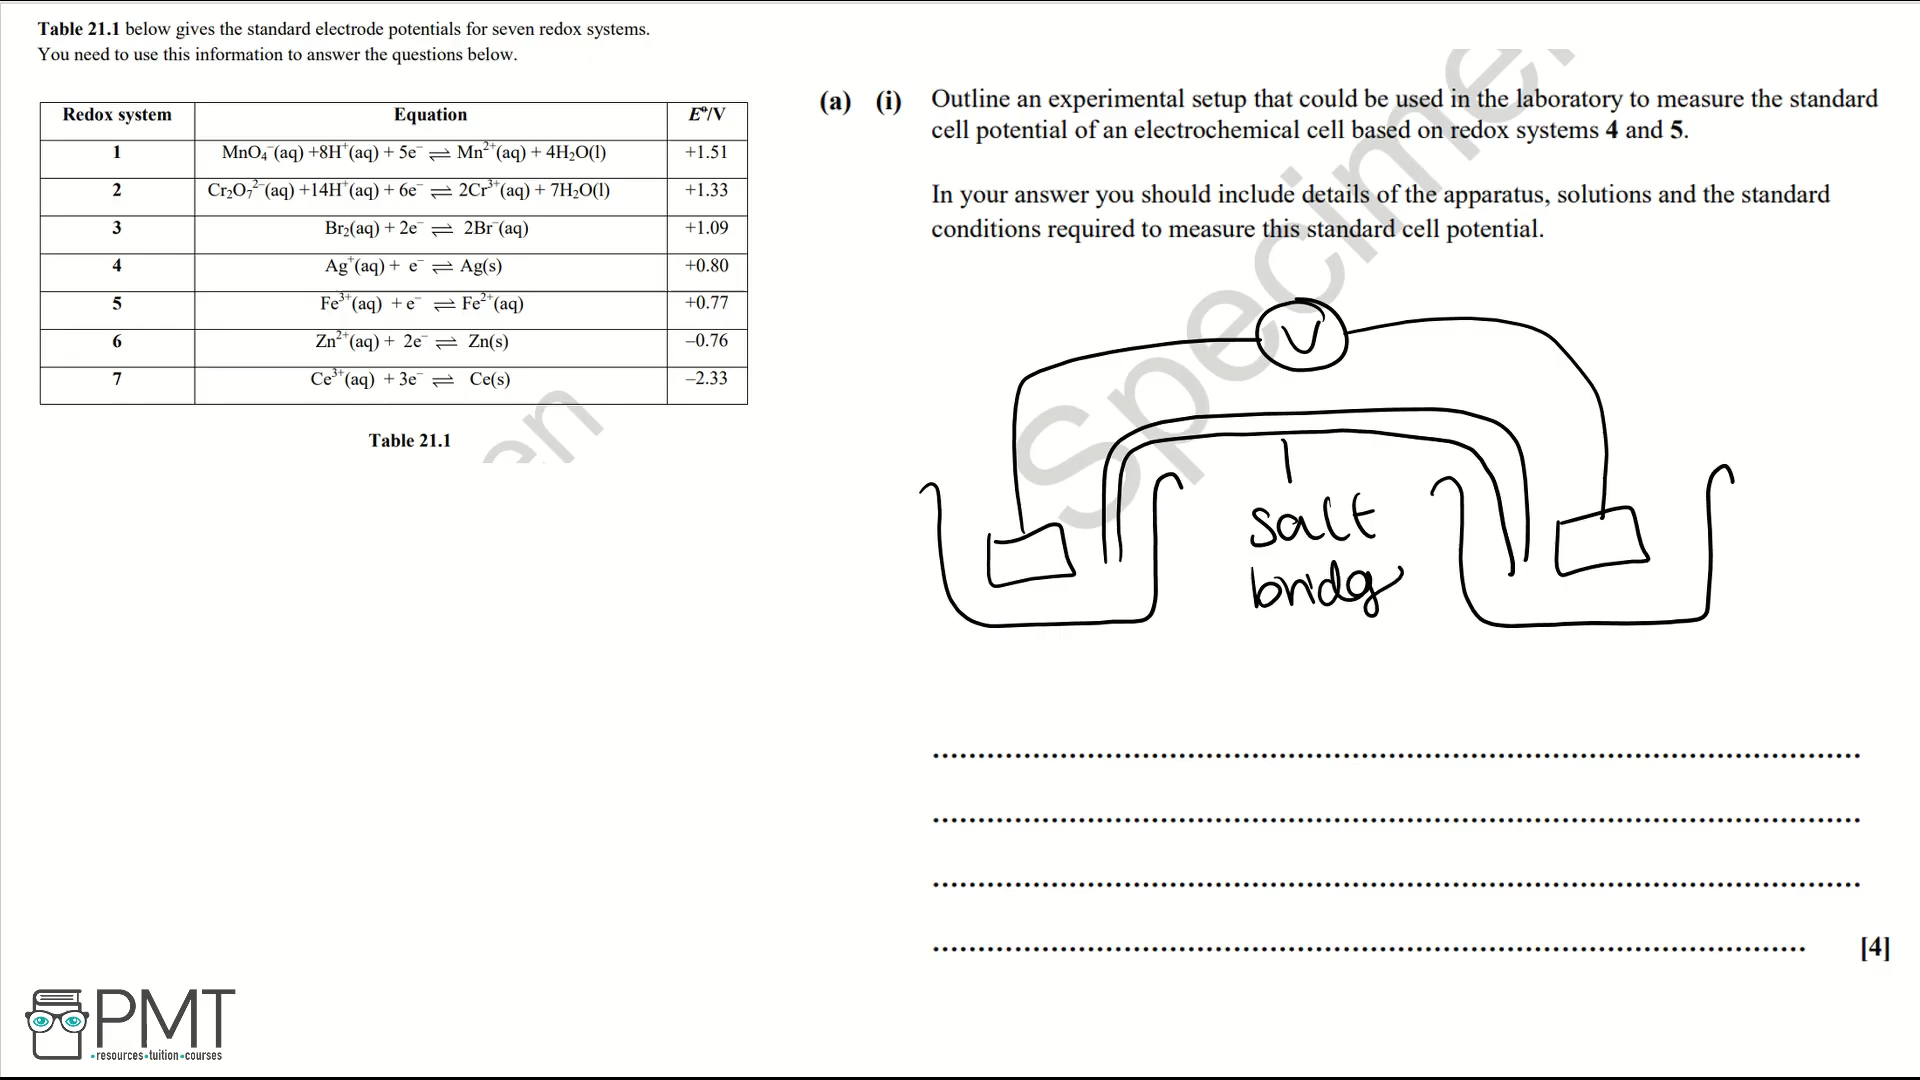 Table 21.1 below gives the standard electrode potentials for seven redox systems.
You need to use this information to answer the questions below.
Redox system Equation E°/V
1 MnO₄⁻(aq) +8H⁺(aq) + 5e⁻ ⇌ Mn²⁺(aq) + 4H₂O(l) +1.51
2 Cr₂O₇²⁻(aq) +14H⁺(aq) + 6e⁻ ⇌ 2Cr³⁺(aq) + 7H₂O(l) +1.33
3 Br₂(aq) + 2e⁻ ⇌ 2Br⁻(aq) +1.09
4 Ag⁺(aq) + e⁻ ⇌ Ag(s) +0.80
5 Fe³⁺(aq) + e⁻ ⇌ Fe²⁺(aq) +0.77
6 Zn²⁺(aq) + 2e⁻ ⇌ Zn(s) –0.76
7 Ce³⁺(aq) + 3e⁻ ⇌ Ce(s) –2.33
Table 21.1
en
(a) (i) Outline an experimental setup that could be used in the laboratory to measure the standard
cell potential of an electrochemical cell based on redox systems 4 and 5.
In your answer you should include details of the apparatus, solutions and the standard
conditions required to measure this standard cell potential.
Specimen
V
salt
bridg
[4]
PMT
•resources•tuition•courses